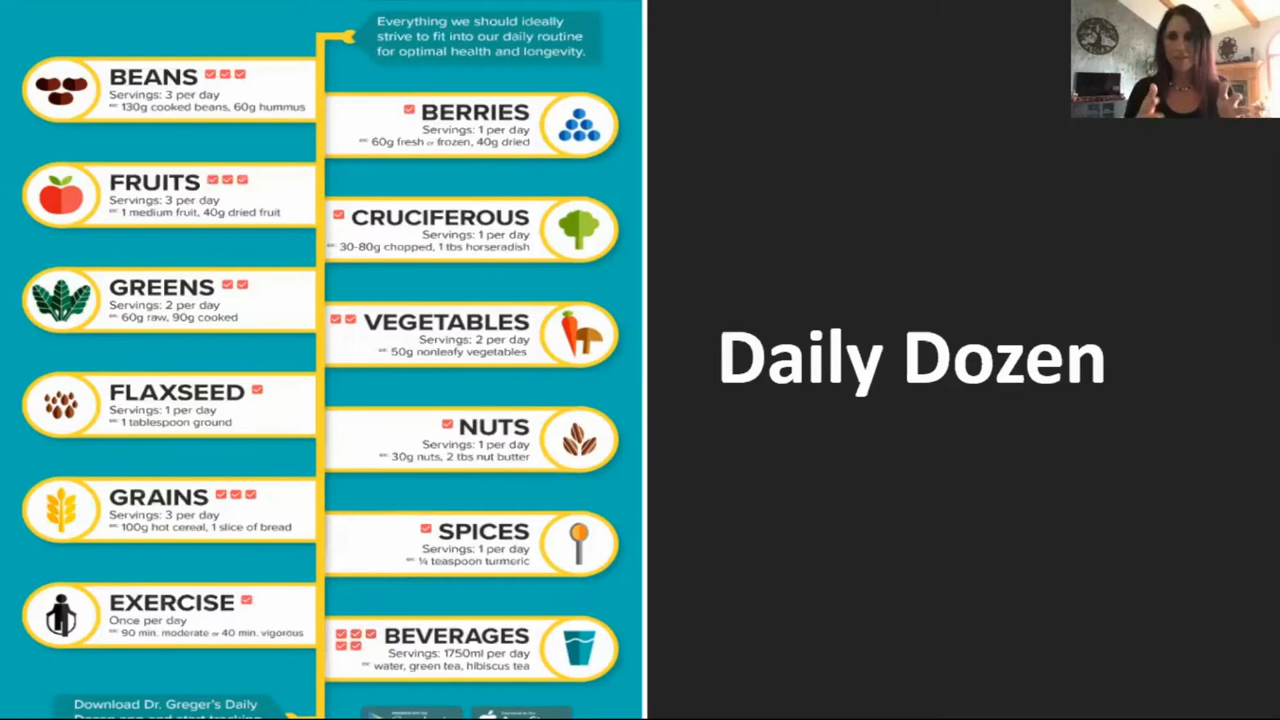 Everything we should ideally
strive to fit into our daily routine
for optimal health and longevity.
BEANS
Servings: 3 per day
130g cooked beans, 60g hummus
BERRIES
Servings: 1 per day
60g fresh or frozen, 40g dried
FRUITS
Servings: 3 per day
1 medium fruit, 40g dried fruit
CRUCIFEROUS
Servings: 1 per day
30-80g chopped, 1 tbs horseradish
GREENS
Servings: 2 per day
60g raw, 90g cooked
VEGETABLES
Servings: 2 per day
50g nonleafy vegetables
FLAXSEED
Servings: 1 per day
1 tablespoon ground
NUTS
Servings: 1 per day
30g nuts, 2 tbs nut butter
GRAINS
Servings: 3 per day
100g hot cereal, 1 slice of bread
SPICES
Servings: 1 per day
¼ teaspoon turmeric
EXERCISE
Once per day
90 min. moderate or 40 min. vigorous
BEVERAGES
Servings: 1750ml per day
water, green tea, hibiscus tea
Download Dr. Greger's Daily
Dozen app and start tracking
Daily Dozen